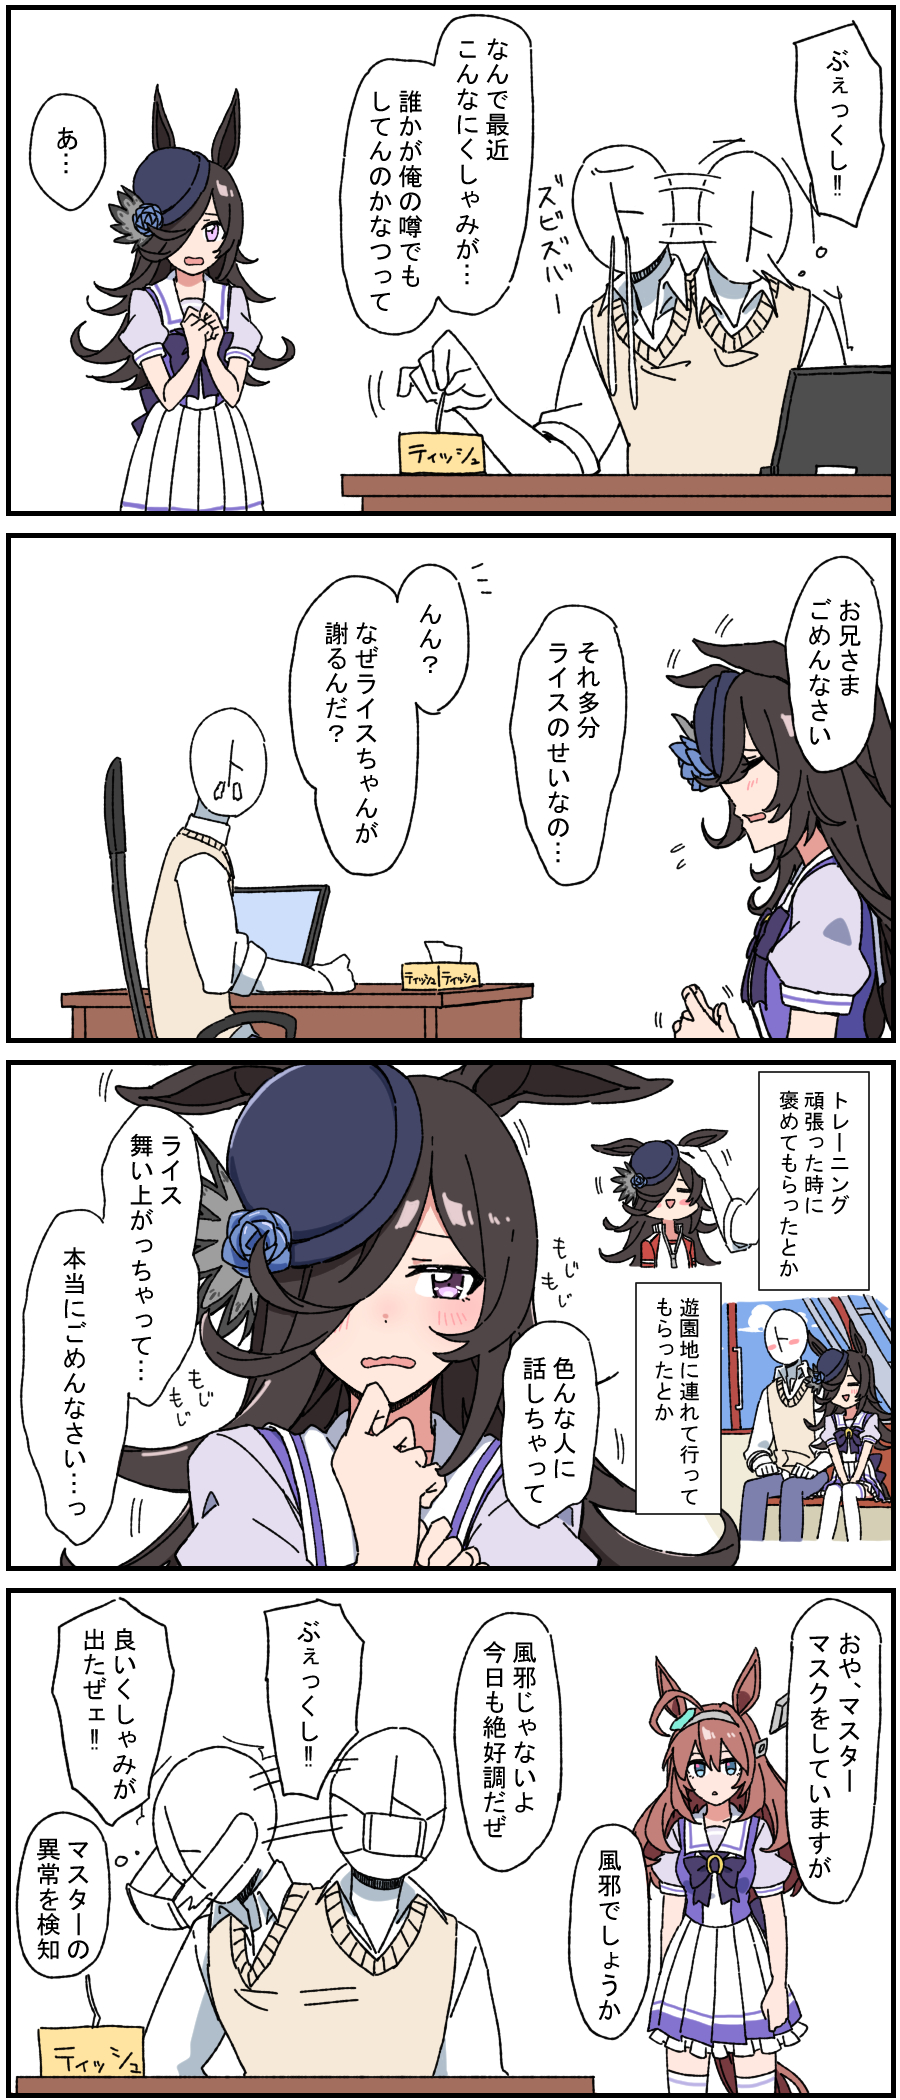 ぶぇっくし!!
なんで最近
こんなにくしゃみが…
誰かが俺の噂でも
してんのかなつって
ズビズバー
ティッシュ
あ…
お兄さま
ごめんなさい
それ多分
ライスのせいなの…
んん?
なぜライスちゃんが
謝るんだ?
ティッシュ
ティッシュ
トレーニング
頑張った時に
褒めてもらったとか
遊園地に連れて行って
もらったとか
色んな人に
話しちゃって
もじ
もじ
ライス
舞い上がっちゃって…
本当にごめんなさい…っ
もじ
もじ
おや、マスター
マスクをしていますが
風邪でしょうか
風邪じゃないよ
今日も絶好調だぜ
ぶぇっくし!!
良いくしゃみが
出たぜェ!!
マスターの
異常を検知
ティッシュ